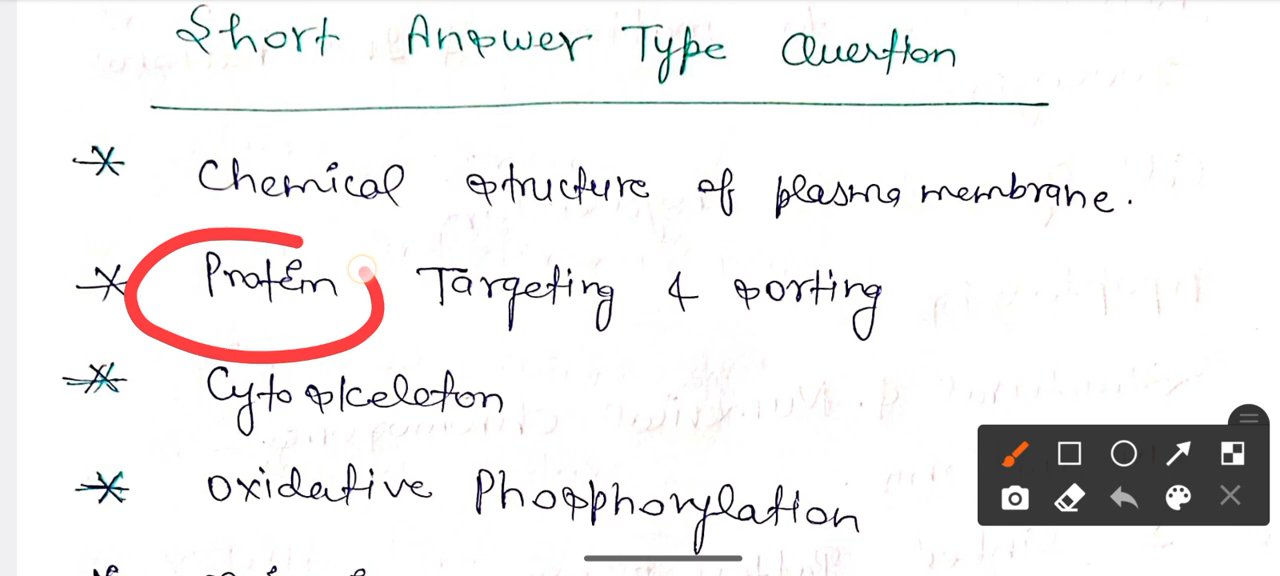 Short Answer Type Question
* Chemical structure of plasma membrane.
* Protein Targeting & sorting
* Cytoskeleton
* Oxidative Phosphorylation